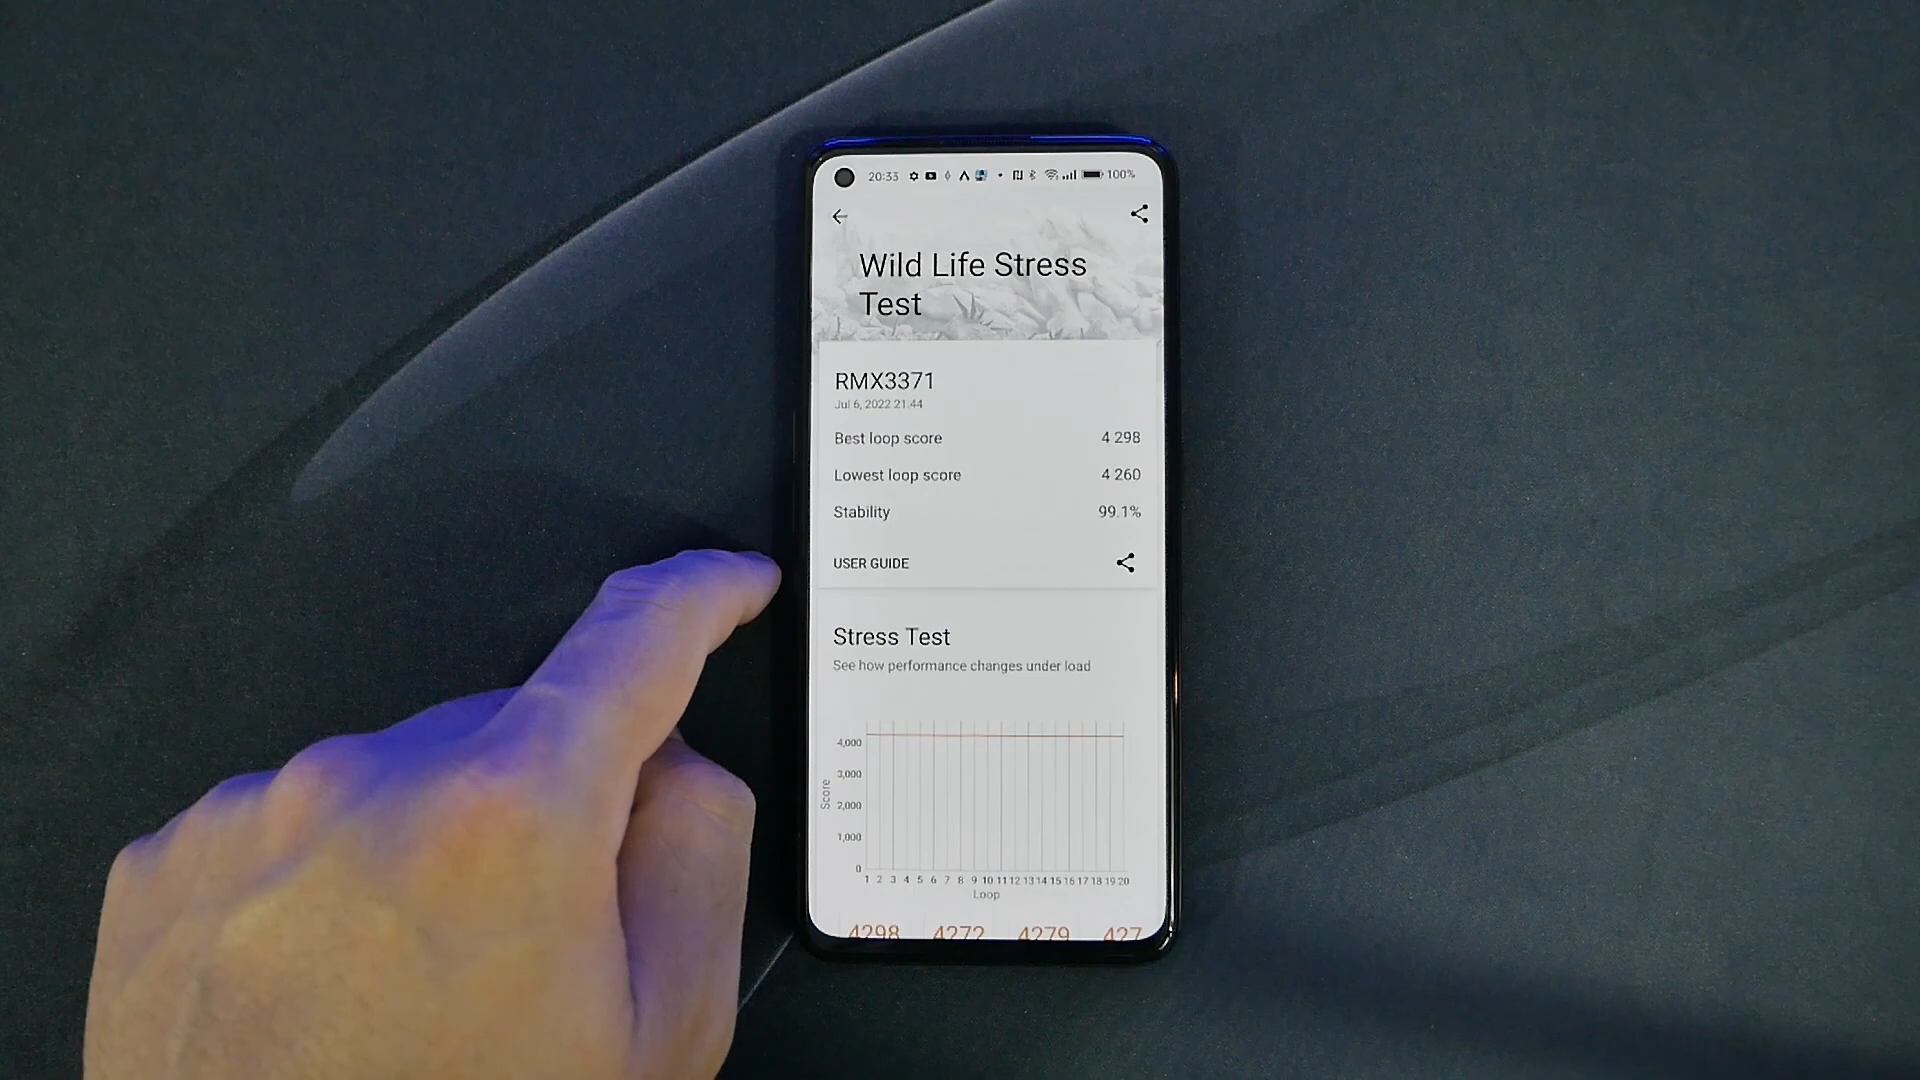 20:33 100%
Wild Life Stress
Test
RMX3371
Jul 6, 2022 21:44
Best loop score 4 298
Lowest loop score 4 260
Stability 99.1%
USER GUIDE
Stress Test
See how performance changes under load
4,000
3,000
2,000
1,000
0
Score
1 2 3 4 5 6 7 8 9 10 11 12 13 14 15 16 17 18 19 20
Loop
4298 4272 4279 427